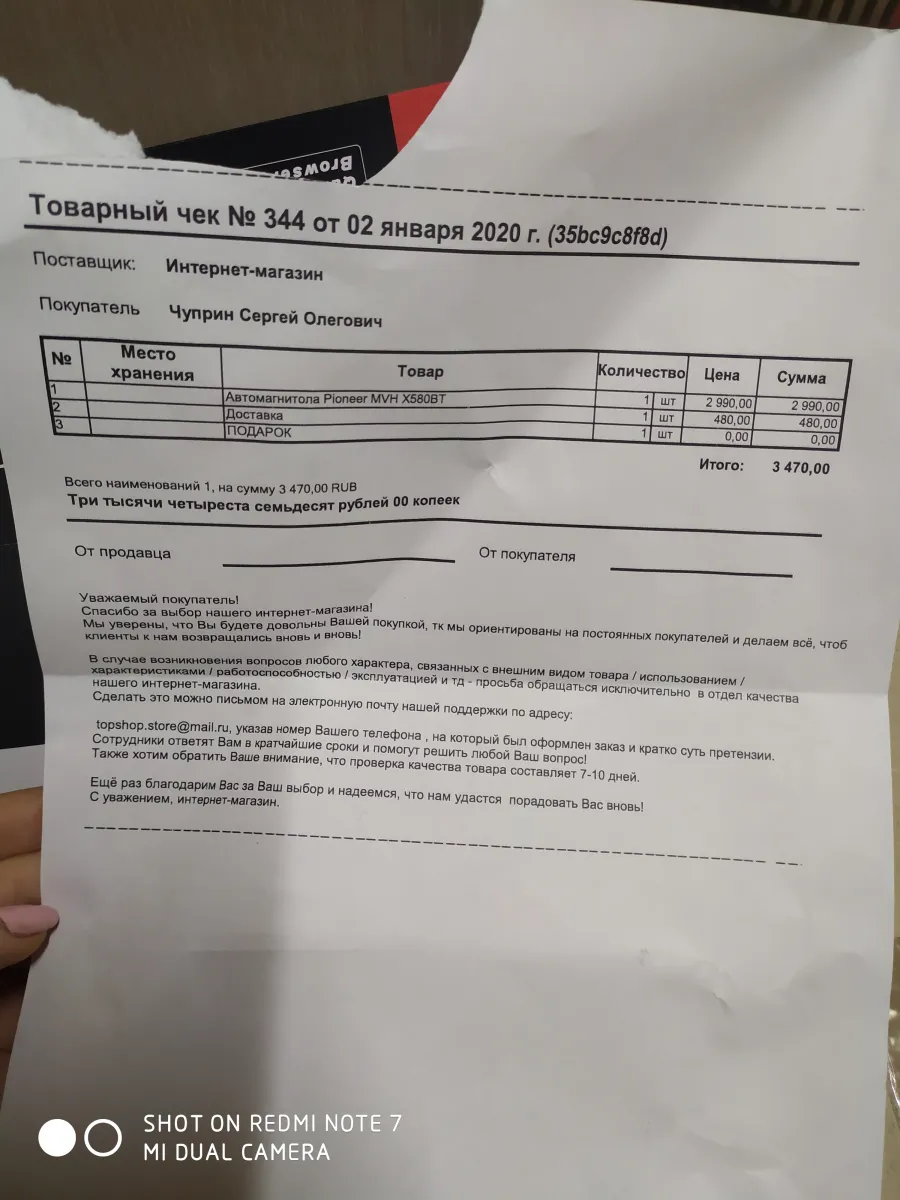 Browser
Товарный чек № 344 от 02 января 2020 г. (35bc9c8f8d)
Поставщик: Интернет-магазин
Покупатель Чуприн Сергей Олегович
№ Место хранения Товар Количество Цена Сумма
1 Автомагнитола Pioneer MVH X580BT 1 шт 2 990,00 2 990,00
2 Доставка 1 шт 480,00 480,00
3 ПОДАРОК 1 шт 0,00 0,00
Итого: 3 470,00
Всего наименований 1, на сумму 3 470,00 RUB
Три тысячи четыреста семьдесят рублей 00 копеек
От продавца От покупателя
Уважаемый покупатель!
Спасибо за выбор нашего интернет-магазина!
Мы уверены, что Вы будете довольны Вашей покупкой, тк мы ориентированы на постоянных покупателей и делаем всё, чтоб
клиенты к нам возвращались вновь и вновь!
В случае возникновения вопросов любого характера, связанных с внешним видом товара / использованием /
характеристиками / работоспособностью / эксплуатацией и тд - просьба обращаться исключительно в отдел качества
нашего интернет-магазина.
Сделать это можно письмом на электронную почту нашей поддержки по адресу:
topshop.store@mail.ru, указав номер Вашего телефона , на который был оформлен заказ и кратко суть претензии.
Сотрудники ответят Вам в кратчайшие сроки и помогут решить любой Ваш вопрос!
Также хотим обратить Ваше внимание, что проверка качества товара составляет 7-10 дней.
Ещё раз благодарим Вас за Ваш выбор и надеемся, что нам удастся порадовать Вас вновь!
С уважением, интернет-магазин.
SHOT ON REDMI NOTE 7
MI DUAL CAMERA